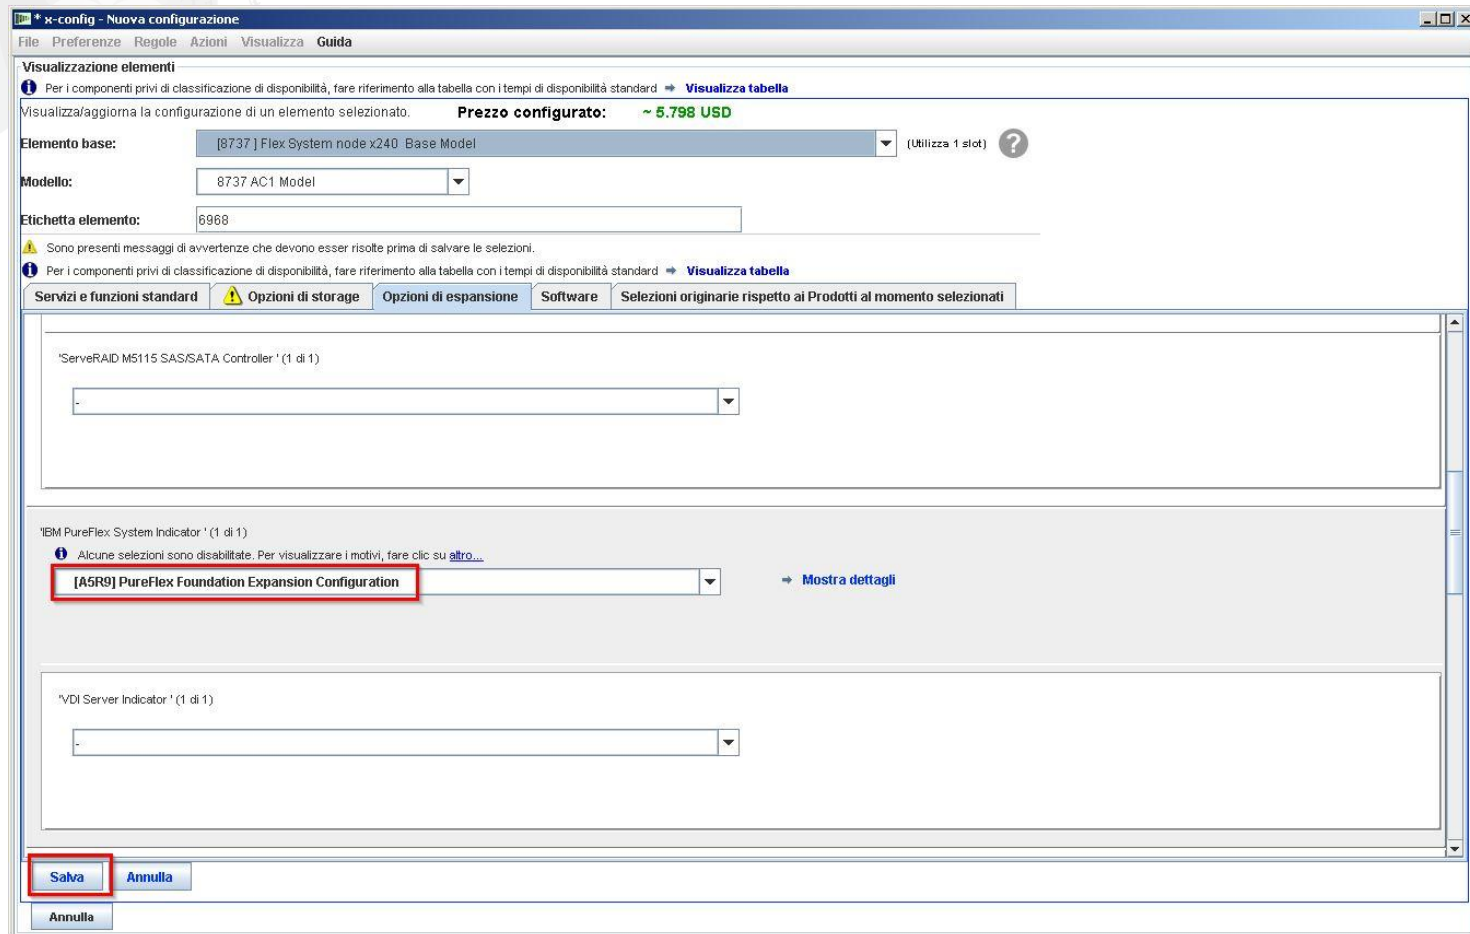 * x-config - Nuova configurazione
File Preferenze Regole Azioni Visualizza Guida
Visualizzazione elementi
Per i componenti privi di classificazione di disponibilità, fare riferimento alla tabella con i tempi di disponibilità standard ➡ Visualizza tabella
Visualizza/aggiorna la configurazione di un elemento selezionato. Prezzo configurato: ~ 5.798 USD
Elemento base: [8737 ] Flex System node x240 Base Model (Utilizza 1 slot) ?
Modello: 8737 AC1 Model
Etichetta elemento: 6968
Sono presenti messaggi di avvertenze che devono esser risolte prima di salvare le selezioni.
Per i componenti privi di classificazione di disponibilità, fare riferimento alla tabella con i tempi di disponibilità standard ➡ Visualizza tabella
Servizi e funzioni standard Opzioni di storage Opzioni di espansione Software Selezioni originarie rispetto ai Prodotti al momento selezionati
'ServeRAID M5115 SAS/SATA Controller ' (1 di 1)
-
'IBM PureFlex System Indicator ' (1 di 1)
Alcune selezioni sono disabilitate. Per visualizzare i motivi, fare clic su altro...
[A5R9] PureFlex Foundation Expansion Configuration ➡ Mostra dettagli
'VDI Server Indicator ' (1 di 1)
-
Salva Annulla
Annulla